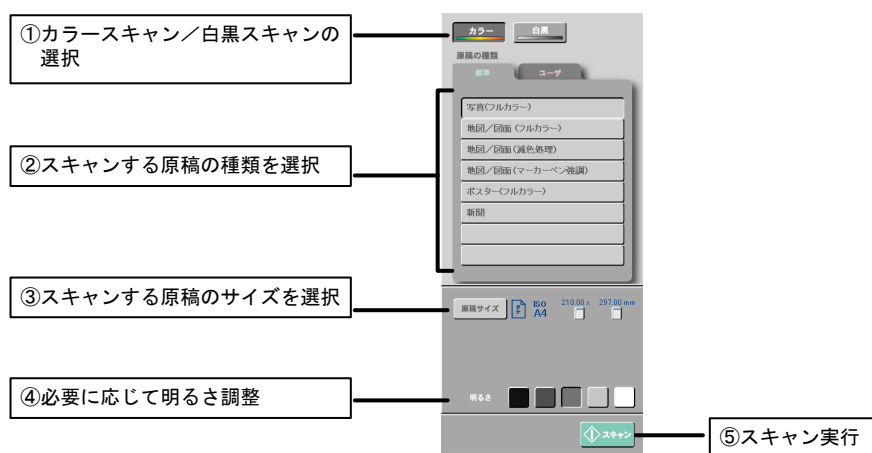 ①カラースキャン／白黒スキャンの
選択
②スキャンする原稿の種類を選択
③スキャンする原稿のサイズを選択
④必要に応じて明るさ調整
カラー 白黒
原稿の種類
標準 ユーザ
写真(フルカラー)
地図／図面(フルカラー)
地図／図面(減色処理)
地図／図面(マーカーペン強調)
ポスター(フルカラー)
新聞
原稿サイズ ISO A4 210.00 x 297.00 mm
明るさ
スキャン
⑤スキャン実行